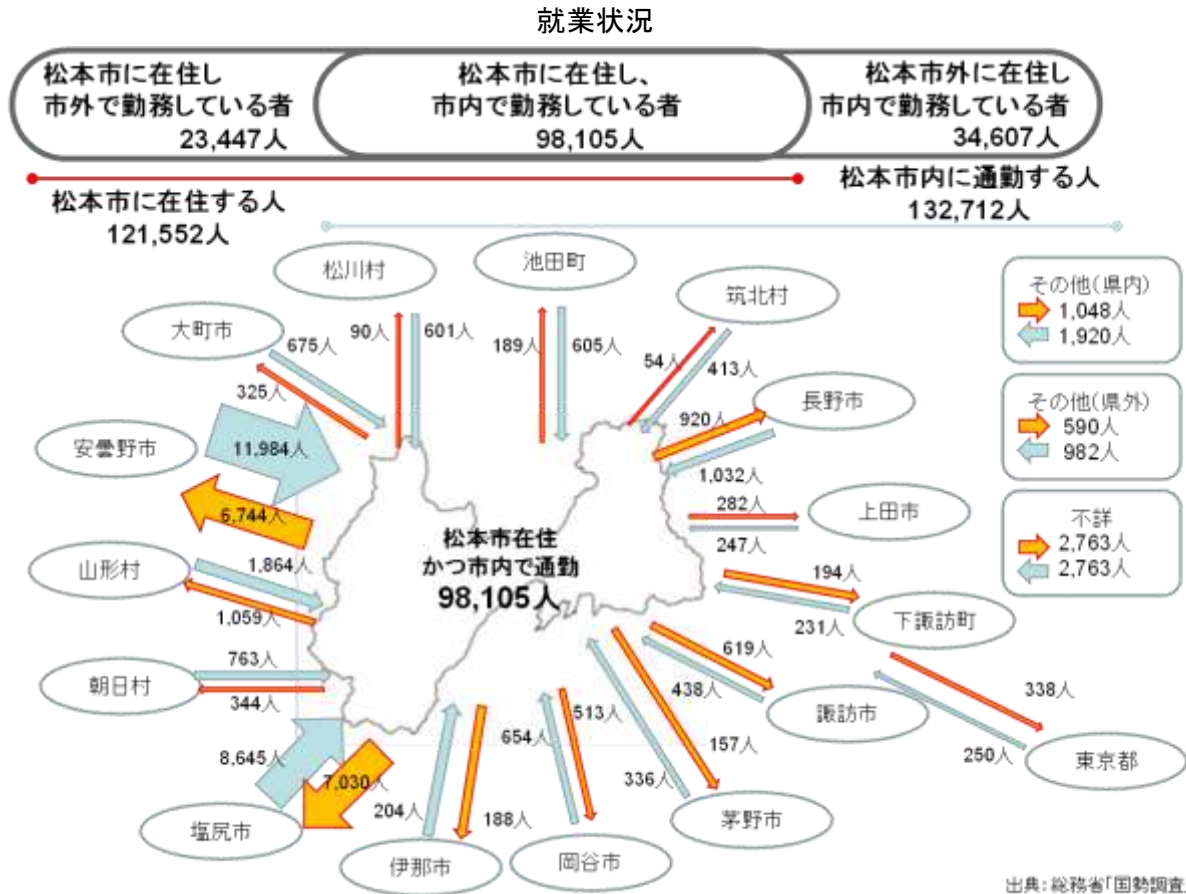 就業状況
松本市に在住し
市外で勤務している者
23,447人
松本市に在住し、
市内で勤務している者
98,105人
松本市外に在住し
市内で勤務している者
34,607人
松本市に在住する人
121,552人
松本市内に通勤する人
132,712人
松川村
池田町
筑北村
大町市
675人
325人
90人
601人
189人
605人
54人
413人
その他(県内)
1,048人
1,920人
長野市
920人
1,032人
その他(県外)
590人
982人
安曇野市
11,984人
6,744人
282人
247人
上田市
不詳
2,763人
2,763人
松本市在住
かつ市内で通勤
98,105人
山形村
1,864人
1,059人
194人
231人
下諏訪町
朝日村
763人
344人
619人
438人
諏訪市
338人
250人
東京都
8,645人
7,030人
塩尻市
204人
188人
伊那市
654人
513人
岡谷市
336人
157人
茅野市
出典:総務省「国勢調査